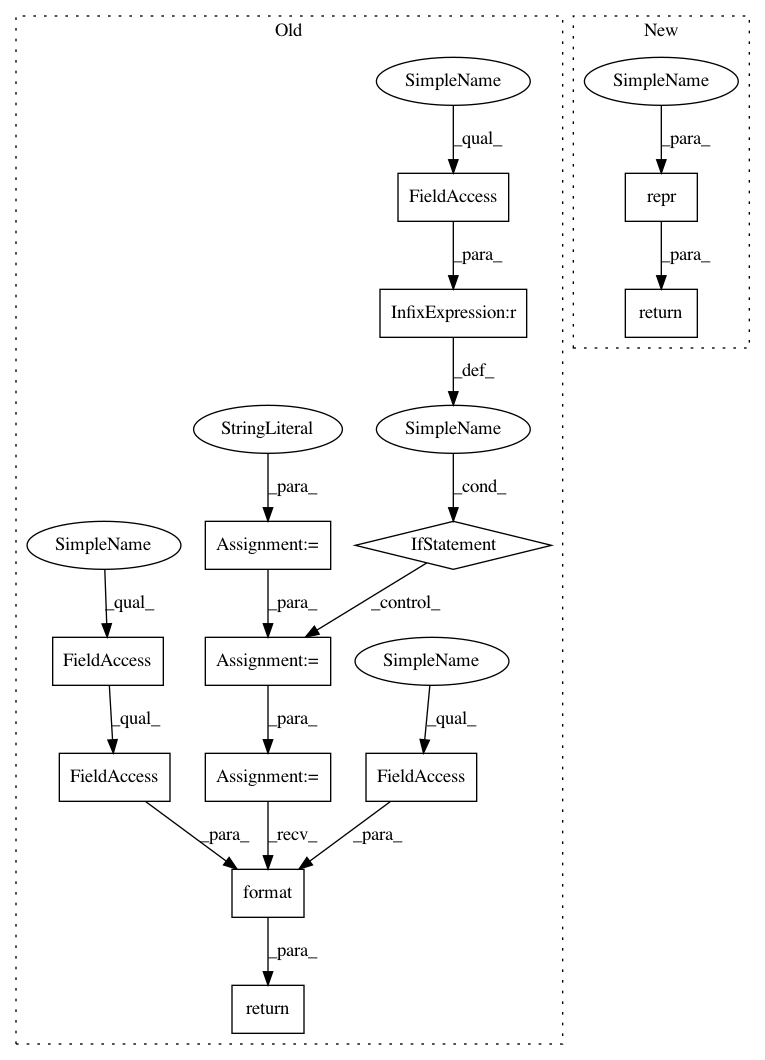 Old
New
SimpleName
SimpleName
_qual_
_para_
FieldAccess
repr
_para_
_para_
InfixExpression:r
return
_def_
StringLiteral
SimpleName
_para_
_cond_
SimpleName
Assignment:=
IfStatement
_qual_
_para_
_control_
FieldAccess
Assignment:=
SimpleName
_qual_
_para_
_qual_
FieldAccess
Assignment:=
FieldAccess
_para_
_recv_
_para_
format
_para_
return